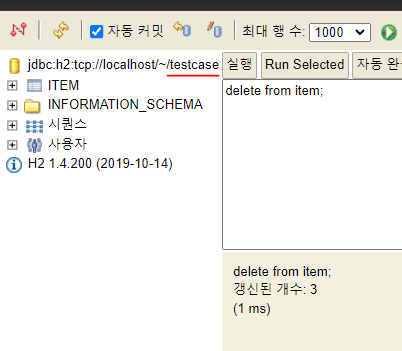 자동 커밋 최대 행 수: 1000
jdbc:h2:tcp://localhost/~/testcase
ITEM
INFORMATION_SCHEMA
시퀀스
사용자
H2 1.4.200 (2019-10-14)
실행 Run Selected 자동 완
delete from item;
delete from item;
갱신된 개수: 3
(1 ms)